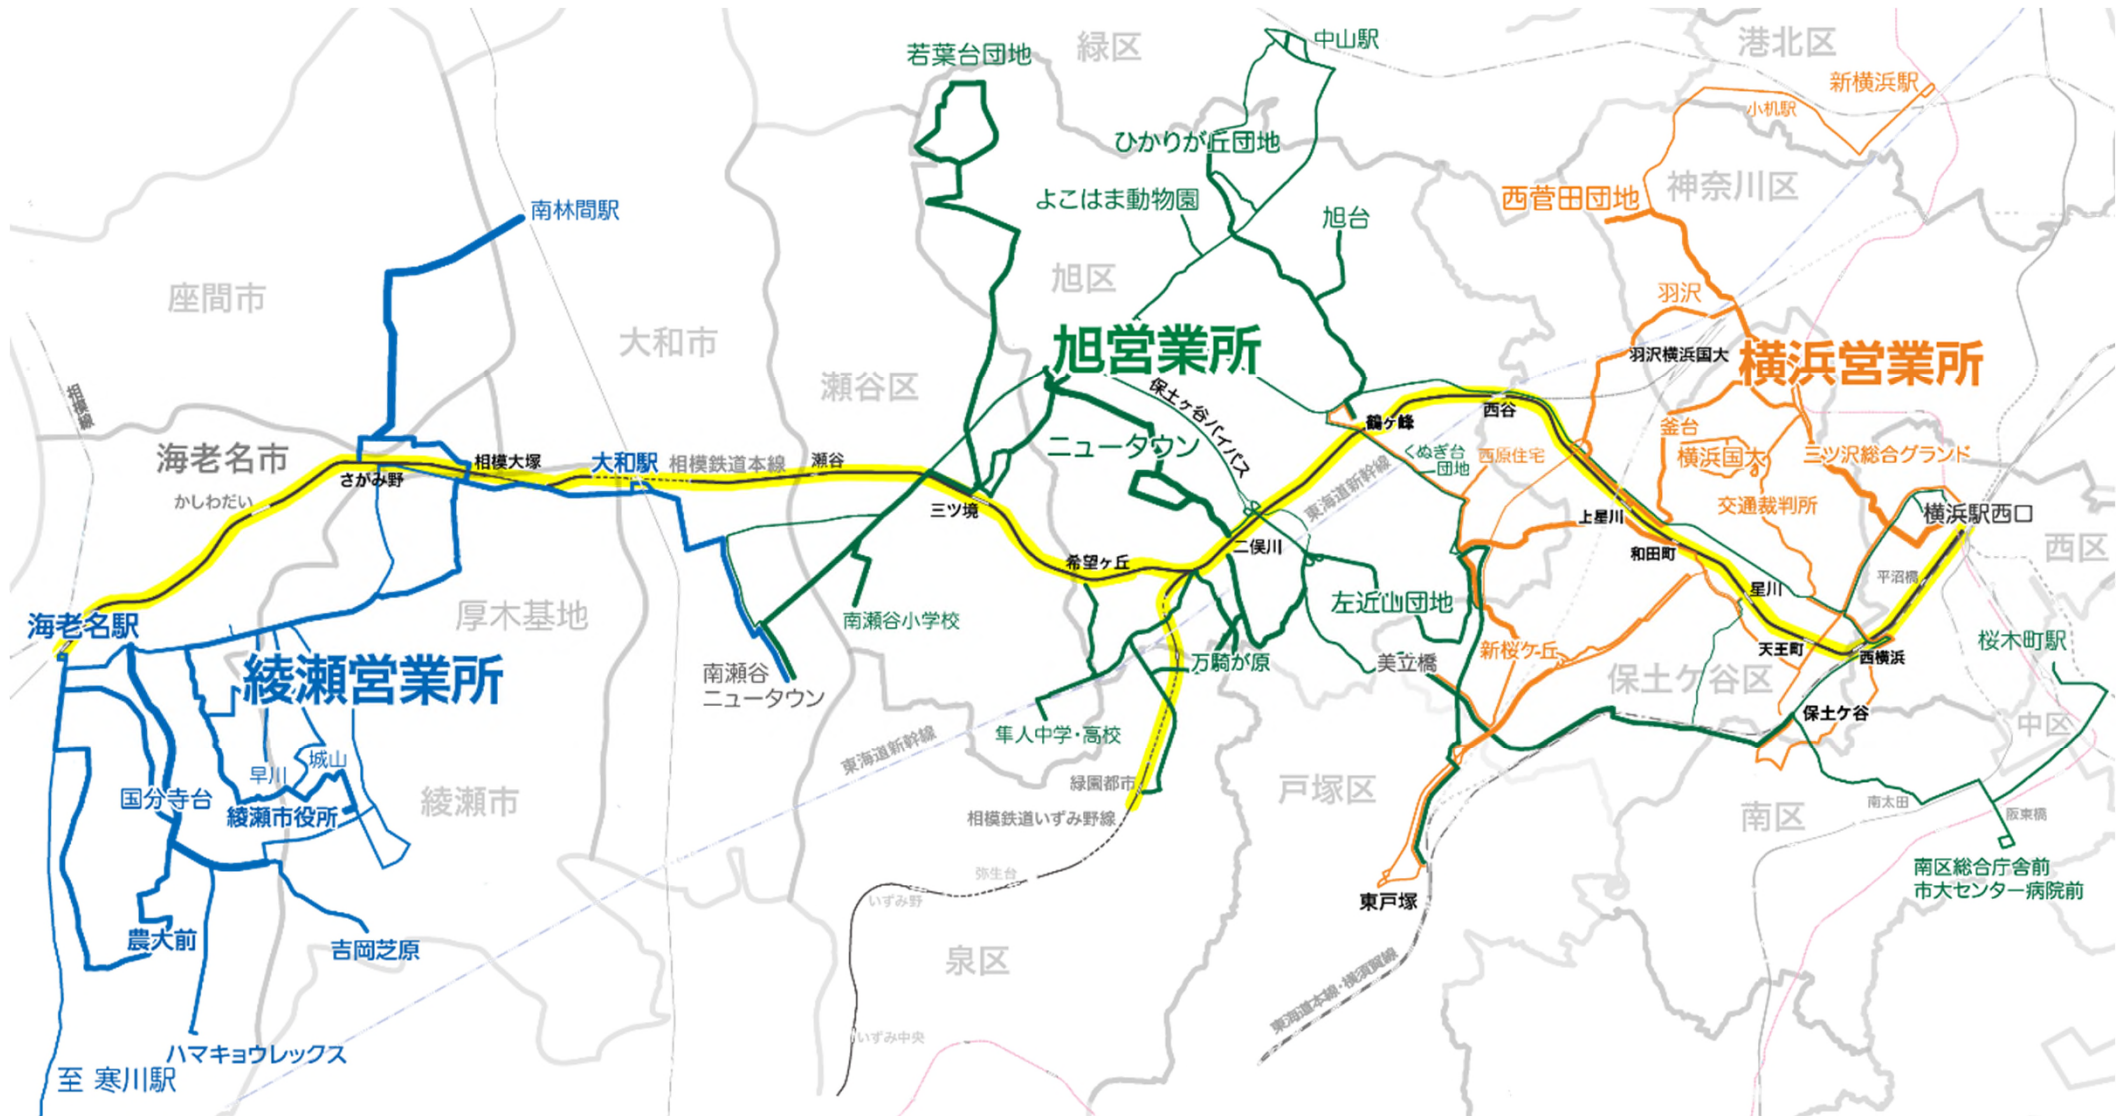 若葉台団地
緑区
中山駅
港北区
新横浜駅
小机駅
ひかりが丘団地
よこはま動物園
旭台
西菅田団地
神奈川区
南林間駅
座間市
大和市
瀬谷区
旭区
羽沢
羽沢横浜国大
旭営業所
横浜営業所
相模線
保土ヶ谷バイパス
鶴ヶ峰
西谷
釜台
海老名市
かしわだい
さがみ野
相模大塚
大和駅
相模鉄道本線
瀬谷
三ツ境
ニュータウン
くぬぎ台
団地
西原住宅
横浜国大
三ツ沢総合グランド
交通裁判所
東海道新幹線
上星川
和田町
横浜駅西口
西区
希望ヶ丘
二俣川
平沼橋
星川
海老名駅
厚木基地
南瀬谷小学校
左近山団地
天王町
西横浜
桜木町駅
綾瀬営業所
南瀬谷
ニュータウン
万騎が原
美立橋
新桜ケ丘
保土ケ谷区
保土ケ谷
中区
隼人中学・高校
東海道新幹線
早川
城山
国分寺台
綾瀬市役所
綾瀬市
緑園都市
相模鉄道いずみ野線
戸塚区
南区
南太田
阪東橋
弥生台
いずみ野
東戸塚
南区総合庁舎前
市大センター病院前
農大前
吉岡芝原
泉区
東海道本線・横須賀線
いずみ中央
ハマキョウレックス
至 寒川駅